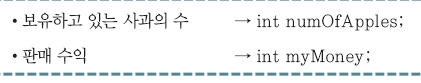 • 보유하고 있는 사과의 수 → int numOfApples;
• 판매 수익 → int myMoney;